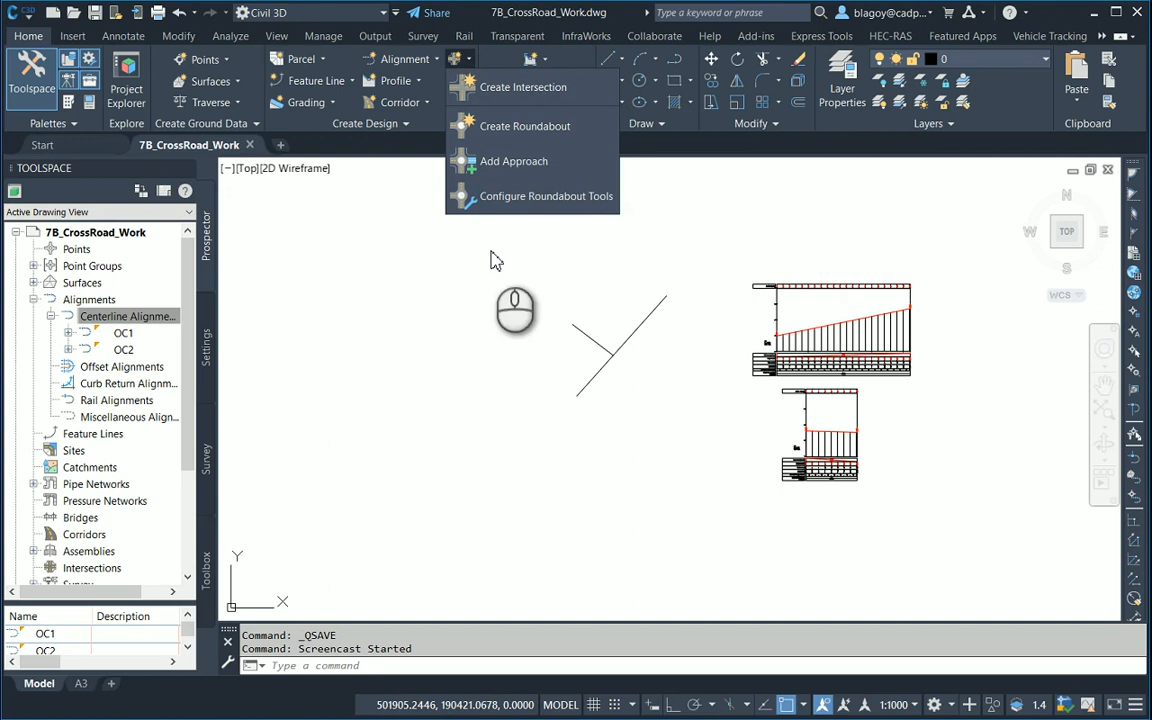 C3D
Civil 3D
Share
7B_CrossRoad_Work.dwg
Type a keyword or phrase
blagoy@cadp...
Home Insert Annotate Modify Analyze View Manage Output Survey Rail Transparent InfraWorks Collaborate Help Add-ins Express Tools HEC-RAS Featured Apps Vehicle Tracking
Toolspace
Project Explorer
Points
Surfaces
Traverse
Parcel
Feature Line
Grading
Alignment
Profile
Corridor
Create Intersection
Create Roundabout
Add Approach
Configure Roundabout Tools
Layer Properties
0
Paste
Palettes Explore Create Ground Data Create Design Draw Modify Layers Clipboard
Start 7B_CrossRoad_Work
TOOLSPACE
Active Drawing View
7B_CrossRoad_Work
Points
Point Groups
Surfaces
Alignments
Centerline Alignme...
OC1
OC2
Offset Alignments
Curb Return Alignm...
Rail Alignments
Miscellaneous Align...
Feature Lines
Sites
Catchments
Pipe Networks
Pressure Networks
Bridges
Corridors
Assemblies
Intersections
Survey
Name Description
OC1
OC2
Prospector
Settings
Survey
Toolbox
[−][Top][2D Wireframe]
N
W TOP E
S
WCS
Y
X
Command: _QSAVE
Command: Screencast Started
Type a command
Model A3
501905.2446, 190421.0678, 0.0000 MODEL 1:1000 1.4